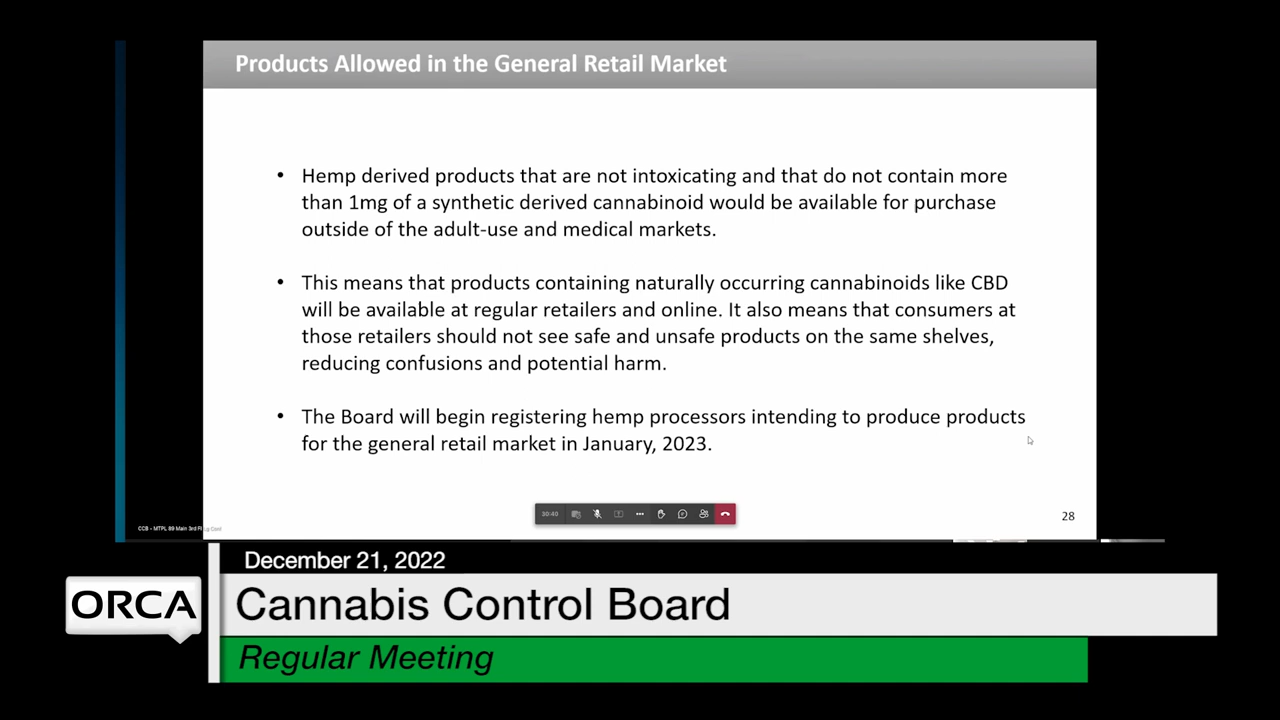 Products Allowed in the General Retail Market
• Hemp derived products that are not intoxicating and that do not contain more
than 1mg of a synthetic derived cannabinoid would be available for purchase
outside of the adult-use and medical markets.
• This means that products containing naturally occurring cannabinoids like CBD
will be available at regular retailers and online. It also means that consumers at
those retailers should not see safe and unsafe products on the same shelves,
reducing confusions and potential harm.
• The Board will begin registering hemp processors intending to produce products
for the general retail market in January, 2023.
30:40
28
December 21, 2022
ORCA
Cannabis Control Board
Regular Meeting